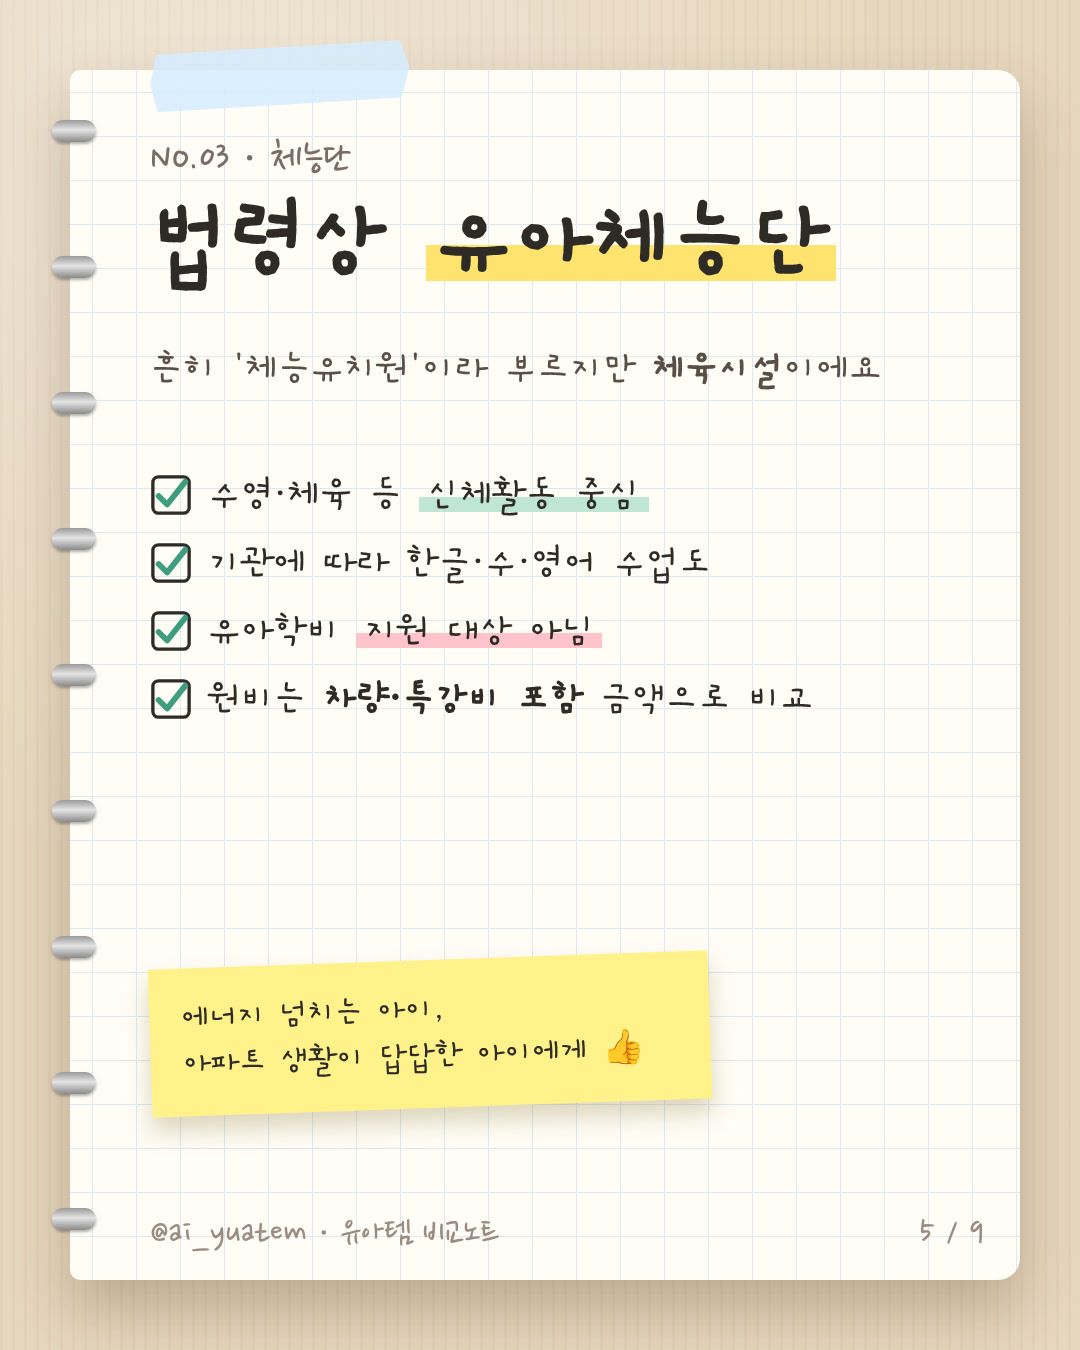 NO.03 · 체능단
법령상 유아체능단
흔히 '체능유치원'이라 부르지만 체육시설이에요
수영·체육 등 신체활동 중심
기관에 따라 한글·수·영어 수업도
유아학비 지원 대상 아님
원비는 차량·특강비 포함 금액으로 비교
에너지 넘치는 아이,
아파트 생활이 답답한 아이에게 👍
@ai_yuatem · 유아템 비교노트
5 / 9